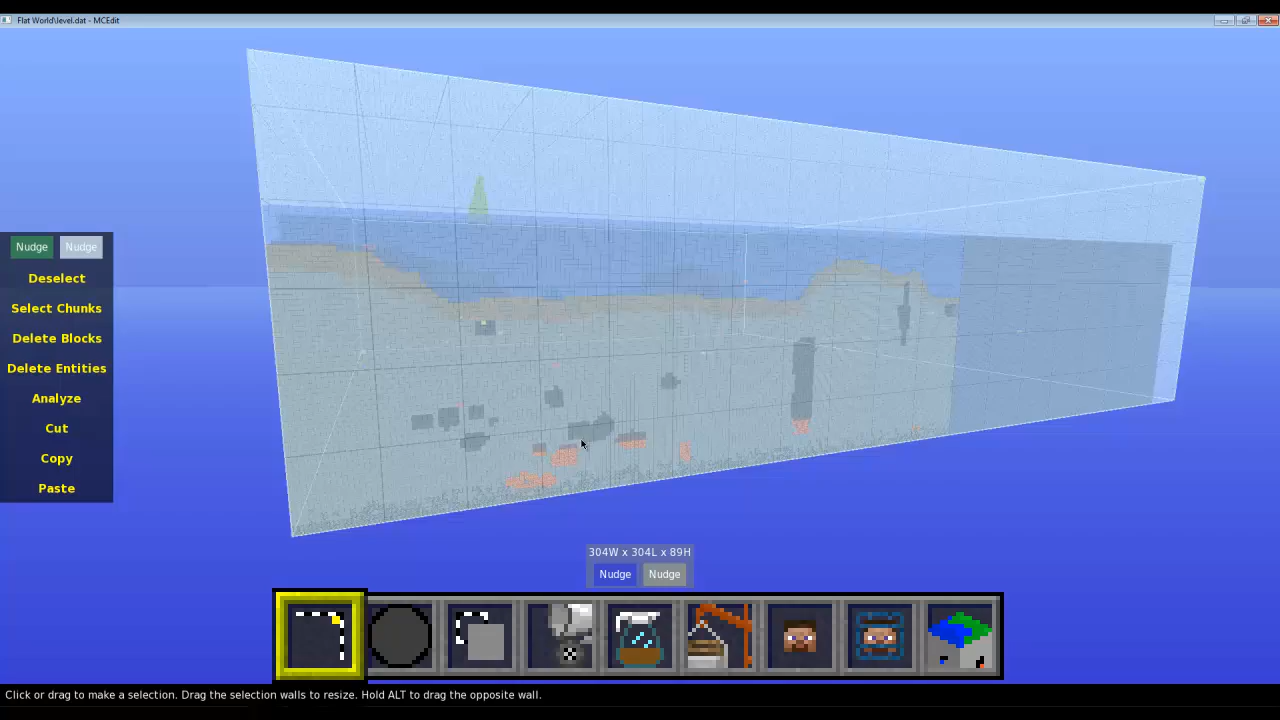 Flat World\level.dat - MCEdit
Nudge Nudge
Deselect
Select Chunks
Delete Blocks
Delete Entities
Analyze
Cut
Copy
Paste
304W x 304L x 89H
Nudge Nudge
Click or drag to make a selection. Drag the selection walls to resize. Hold ALT to drag the opposite wall.